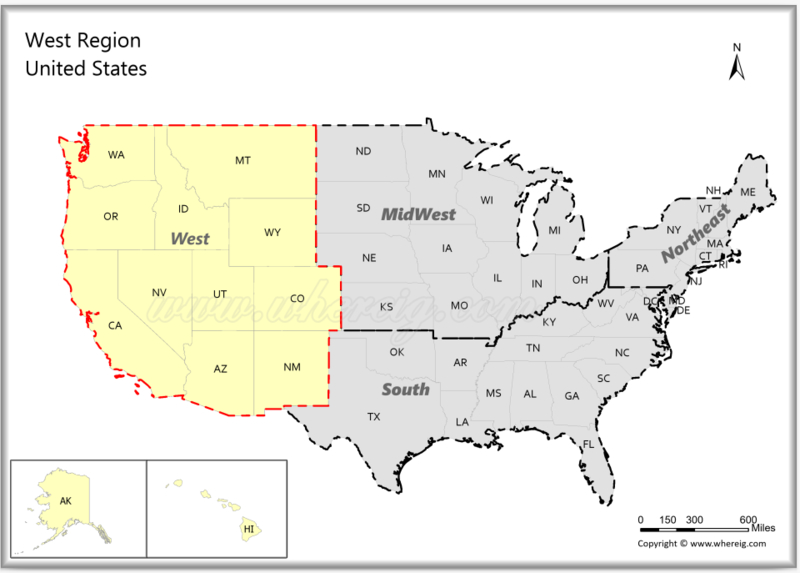 West Region
United States
N
WA
MT
ND
MN
OR
ID
SD
WI
MidWest
West
WY
MI
NH
ME
VT
NY
Northeast
MA
CT
RI
NE
IA
PA
NJ
NV
UT
CO
IL
IN
OH
www.whereig.com
KS
MO
WV
DC
MD
DE
VA
KY
CA
AZ
NM
OK
AR
TN
NC
South
SC
TX
MS
AL
GA
LA
FL
AK
HI
0 150 300 600
Miles
Copyright © www.whereig.com